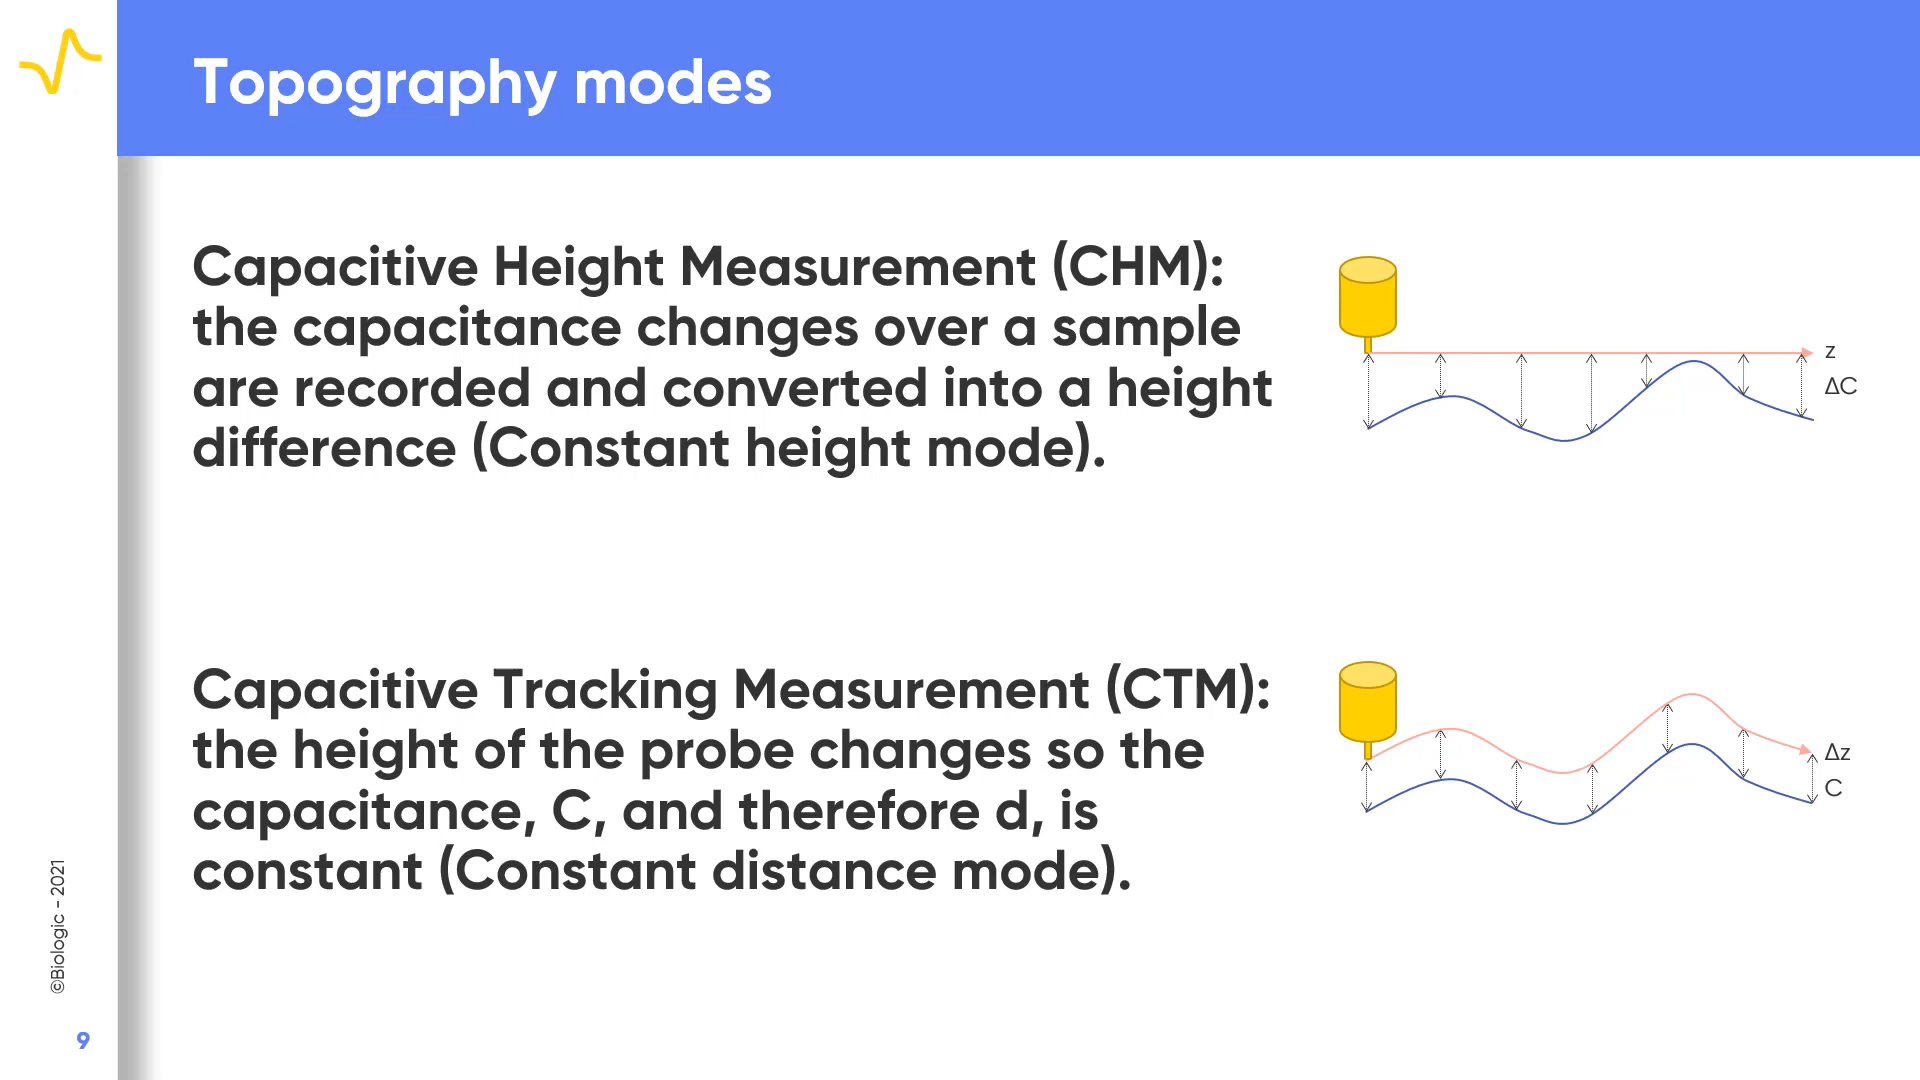 Topography modes
Capacitive Height Measurement (CHM):
the capacitance changes over a sample
are recorded and converted into a height
difference (Constant height mode).
z
ΔC
Capacitive Tracking Measurement (CTM):
the height of the probe changes so the
capacitance, C, and therefore d, is
constant (Constant distance mode).
Δz
C
©Biologic - 2021
9